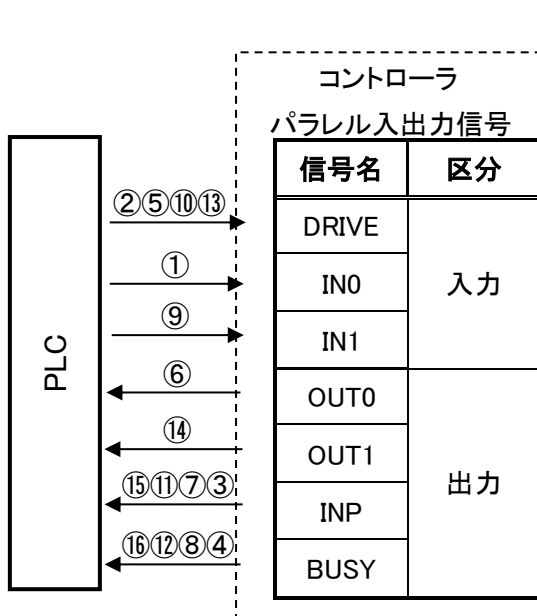 コントローラ
パラレル入出力信号
信号名 区分
②⑤⑩⑬ DRIVE
① IN0 入力
⑨ IN1
PLC
⑥ OUT0
⑭ OUT1
出力
⑮⑪⑦③ INP
⑯⑫⑧④ BUSY